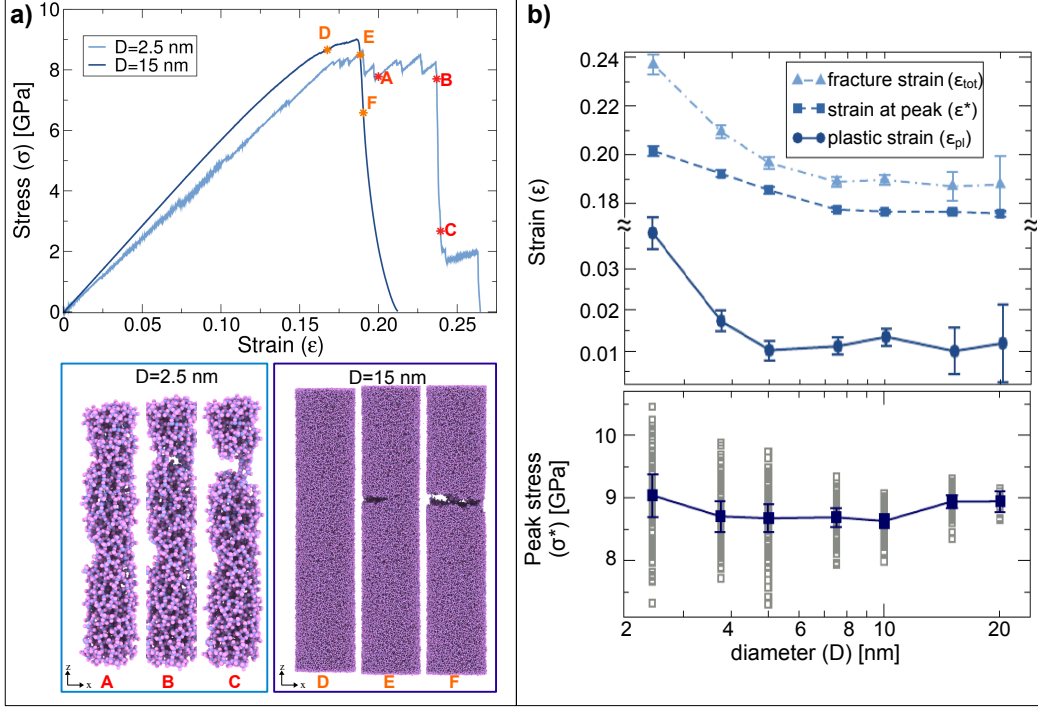 a)
10
8
6
4
2
0
Stress (σ) [GPa]
D=2.5 nm
D=15 nm
D
E
A
B
F
C
0
0.05
0.10
0.15
0.20
0.25
Strain (ε)
D=2.5 nm
A
B
C
z
x
D=15 nm
D
E
F
z
x
b)
0.24
0.22
0.20
0.18
0.03
0.02
0.01
Strain (ε)
fracture strain (εtot)
strain at peak (ε*)
plastic strain (εpl)
10
9
8
Peak stress
(σ*) [GPa]
2
4
6
8
10
20
diameter (D) [nm]